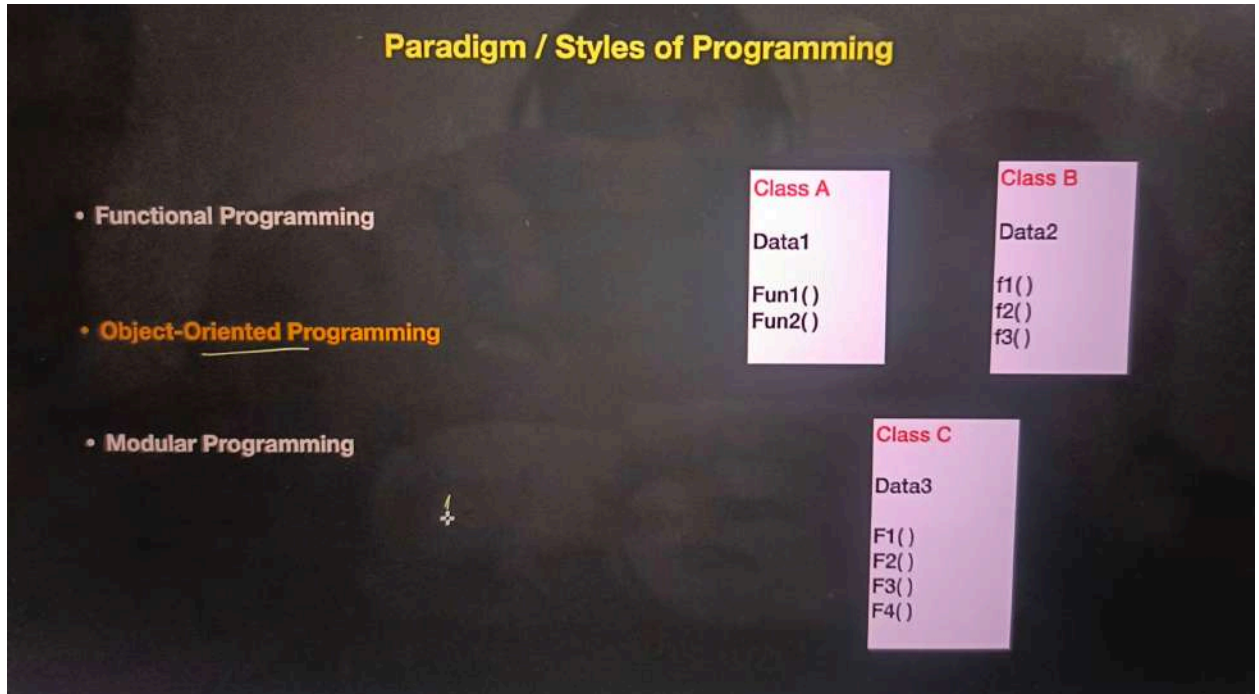 Paradigm / Styles of Programming
• Functional Programming
• Object-Oriented Programming
• Modular Programming
Class A
Data1
Fun1()
Fun2()
Class B
Data2
f1()
f2()
f3()
Class C
Data3
F1()
F2()
F3()
F4()